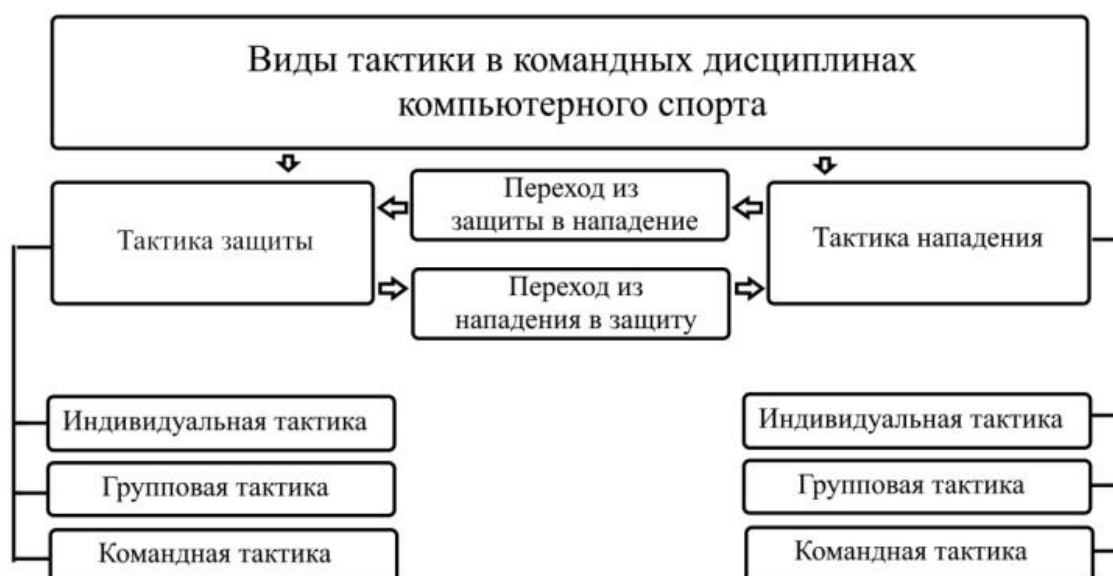 Виды тактики в командных дисциплинах
компьютерного спорта
Переход из
защиты в нападение
Тактика защиты
Тактика нападения
Переход из
нападения в защиту
Индивидуальная тактика
Индивидуальная тактика
Групповая тактика
Групповая тактика
Командная тактика
Командная тактика